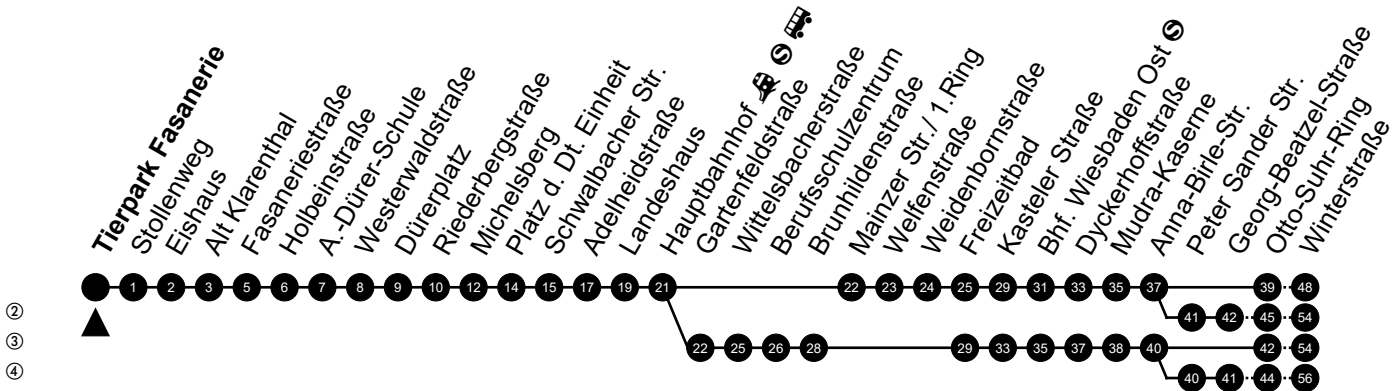 Tierpark Fasanerie
Stollenweg
Eishaus
Alt Klarenthal
Fasaneriestraße
Holbeinstraße
A.-Dürer-Schule
Westerwaldstraße
Dürerplatz
Riederbergstraße
Michelsberg
Platz d. Dt. Einheit
Schwalbacher Str.
Adelheidstraße
Landeshaus
Hauptbahnhof
Gartenfeldstraße
Wittelsbacherstraße
Berufsschulzentrum
Brunhildenstraße
Mainzer Str./ 1.Ring
Welfenstraße
Weidenbornstraße
Freizeitbad
Kasteler Straße
Bhf. Wiesbaden Ost
Dyckerhoffstraße
Mudra-Kaserne
Anna-Birle-Str.
Peter Sander Str.
Georg-Beatzel-Straße
Otto-Suhr-Ring
Winterstraße
1 2 3 5 6 7 8 9 10 12 14 15 17 19 21 22 23 24 25 29 31 33 35 37 39 48
② 41 42 45 54
③ 22 25 26 28 29 33 35 37 38 40 42 54
④ 40 41 44 56